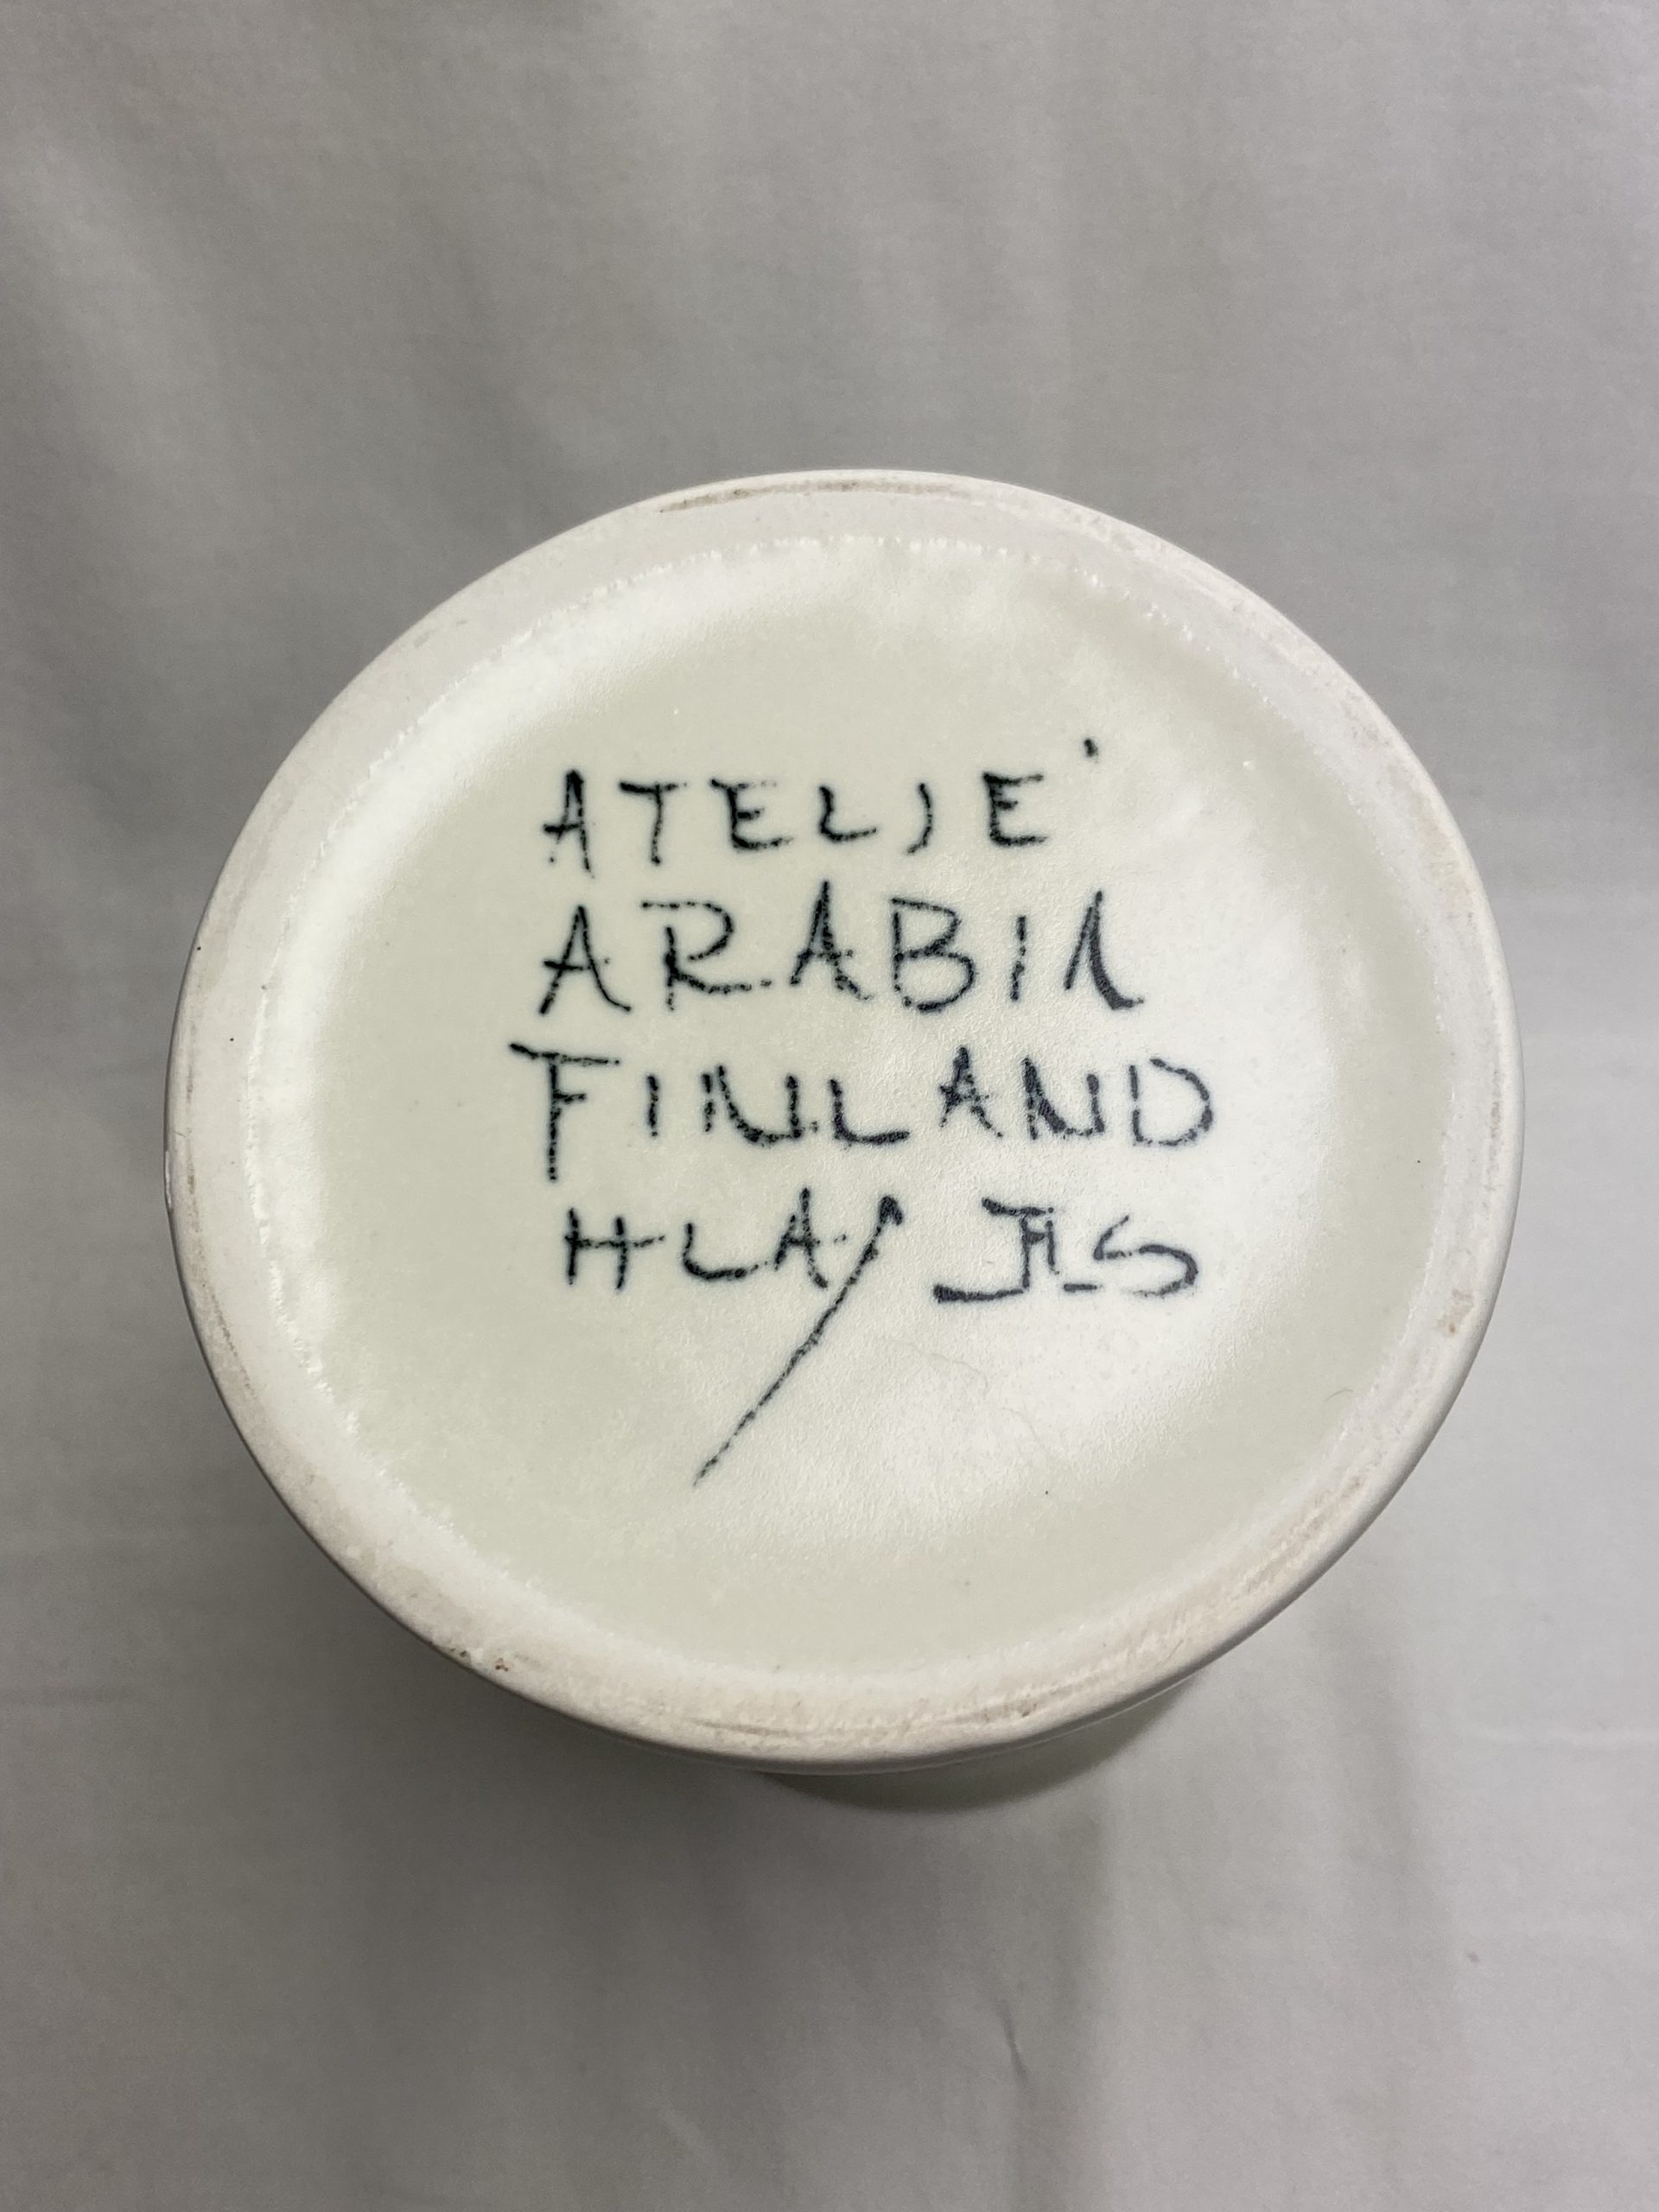 ATELJE'
ARABIA
FINLAND
HLA/ JLS